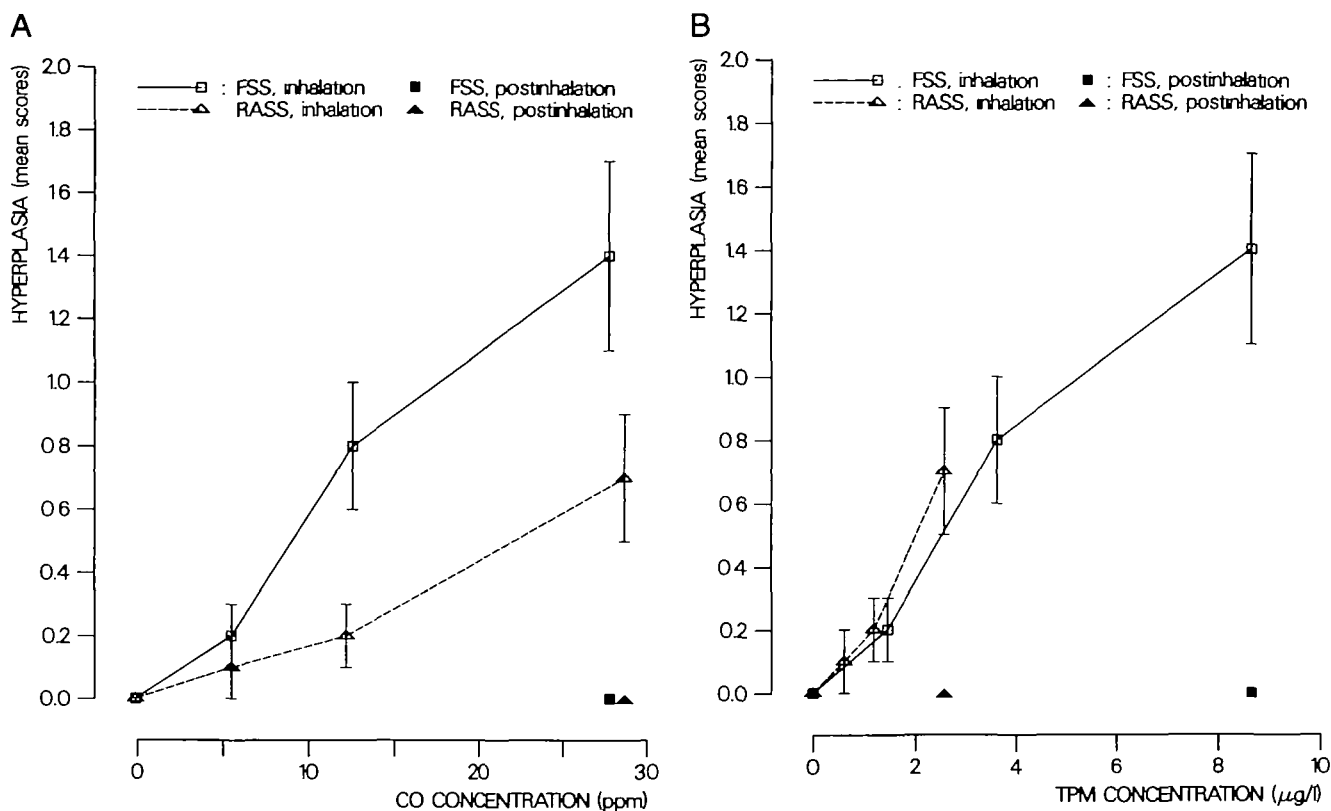 A
HYPERPLASIA (mean scores)
2.0
1.8
1.6
1.4
1.2
1.0
0.8
0.6
0.4
0.2
0.0
: FSS, inhalation
: RASS, inhalation
: FSS, postinhalation
: RASS, postinhalation
0
10
20
30
CO CONCENTRATION (ppm)
B
HYPERPLASIA (mean scores)
2.0
1.8
1.6
1.4
1.2
1.0
0.8
0.6
0.4
0.2
0.0
. FSS, inhalation
: RASS, inhalation
: FSS, postinhalation
: RASS, postinhalation
0
2
4
6
8
10
TPM CONCENTRATION (μg/l)